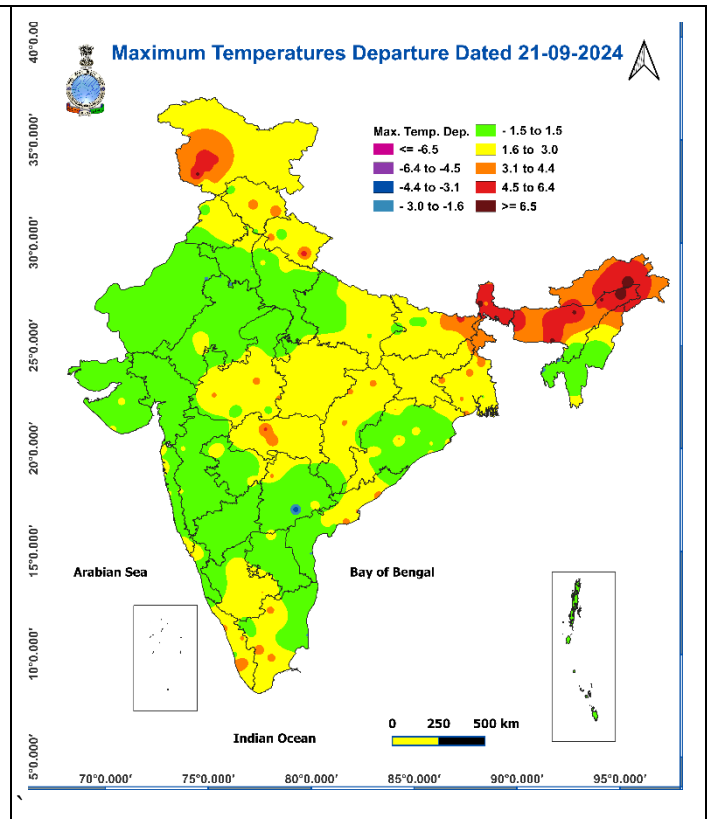 Maximum Temperatures Departure Dated 21-09-2024
Max. Temp. Dep.
<= -6.5
-6.4 to -4.5
-4.4 to -3.1
- 3.0 to -1.6
- 1.5 to 1.5
1.6 to 3.0
3.1 to 4.4
4.5 to 6.4
>= 6.5
40°0.00
35°0.000'
30°0.000'
25°0.000'
20°0.000'
15°0.000'
10°0.000'
5°0.000'
Arabian Sea
Bay of Bengal
Indian Ocean
0 250 500 km
70°0.000' 75°0.000' 80°0.000' 85°0.000' 90°0.000' 95°0.000'
`